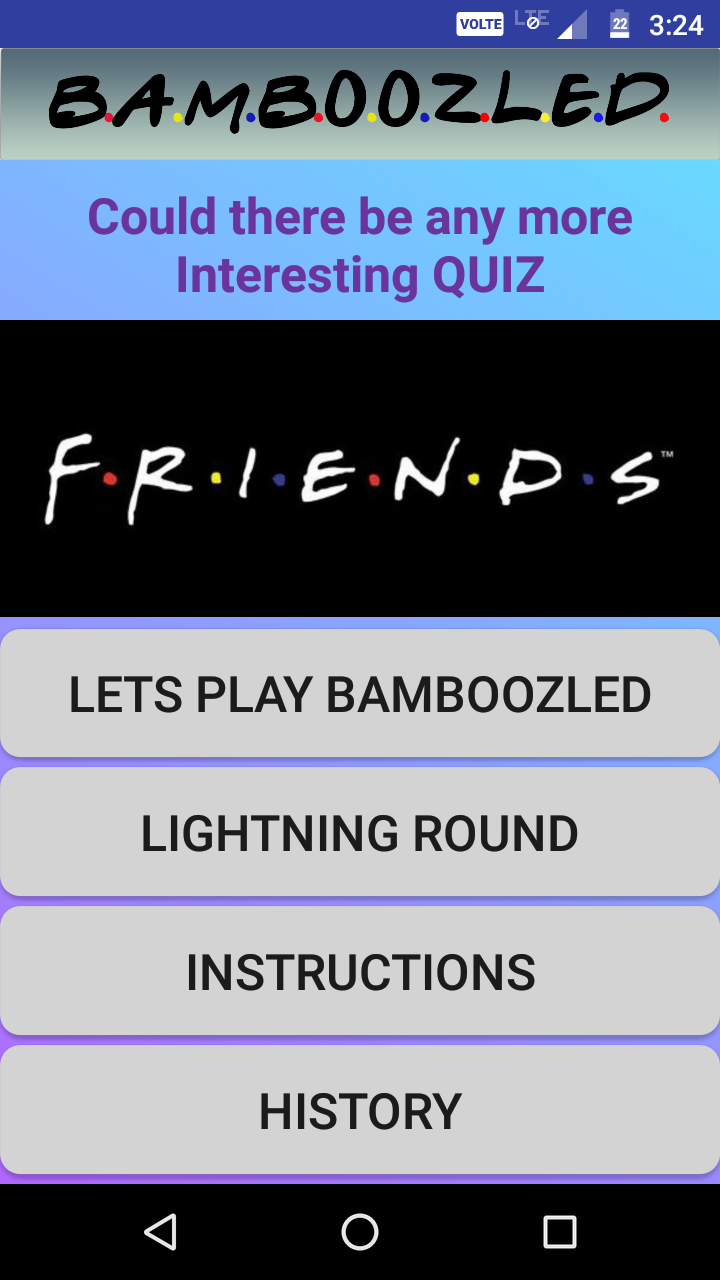 VOLTE LTE 22 3:24
B.A.M.B.O.O.Z.L.E.D.
Could there be any more
Interesting QUIZ
F·R·I·E·N·D·S™
LETS PLAY BAMBOOZLED
LIGHTNING ROUND
INSTRUCTIONS
HISTORY